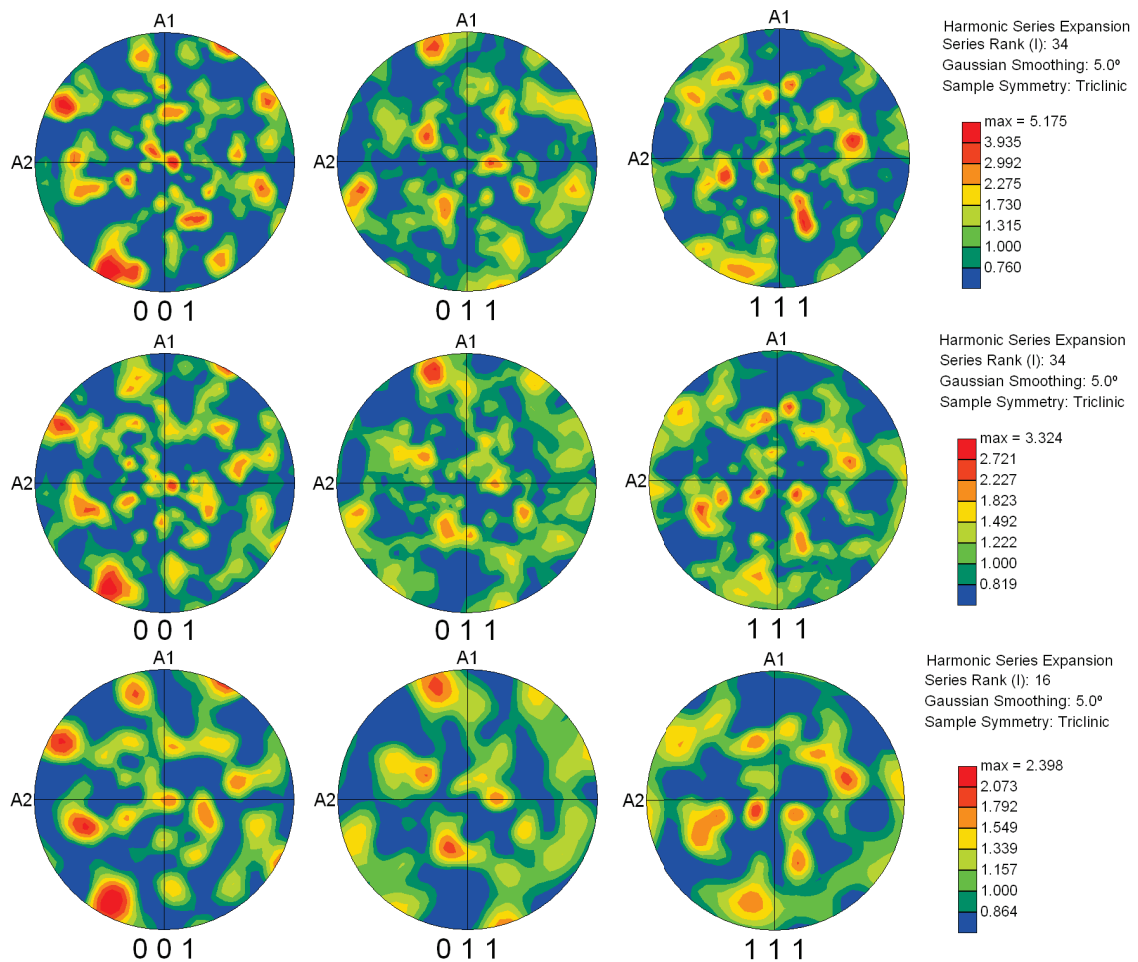 A1
A2
0 0 1
A1
A2
0 1 1
A1
A2
1 1 1
Harmonic Series Expansion
Series Rank (l): 34
Gaussian Smoothing: 5.0º
Sample Symmetry: Triclinic
max = 5.175
3.935
2.992
2.275
1.730
1.315
1.000
0.760
A1
A2
0 0 1
A1
A2
0 1 1
A1
A2
1 1 1
Harmonic Series Expansion
Series Rank (l): 34
Gaussian Smoothing: 5.0º
Sample Symmetry: Triclinic
max = 3.324
2.721
2.227
1.823
1.492
1.222
1.000
0.819
A1
A2
0 0 1
A1
A2
0 1 1
A1
A2
1 1 1
Harmonic Series Expansion
Series Rank (l): 16
Gaussian Smoothing: 5.0º
Sample Symmetry: Triclinic
max = 2.398
2.073
1.792
1.549
1.339
1.157
1.000
0.864